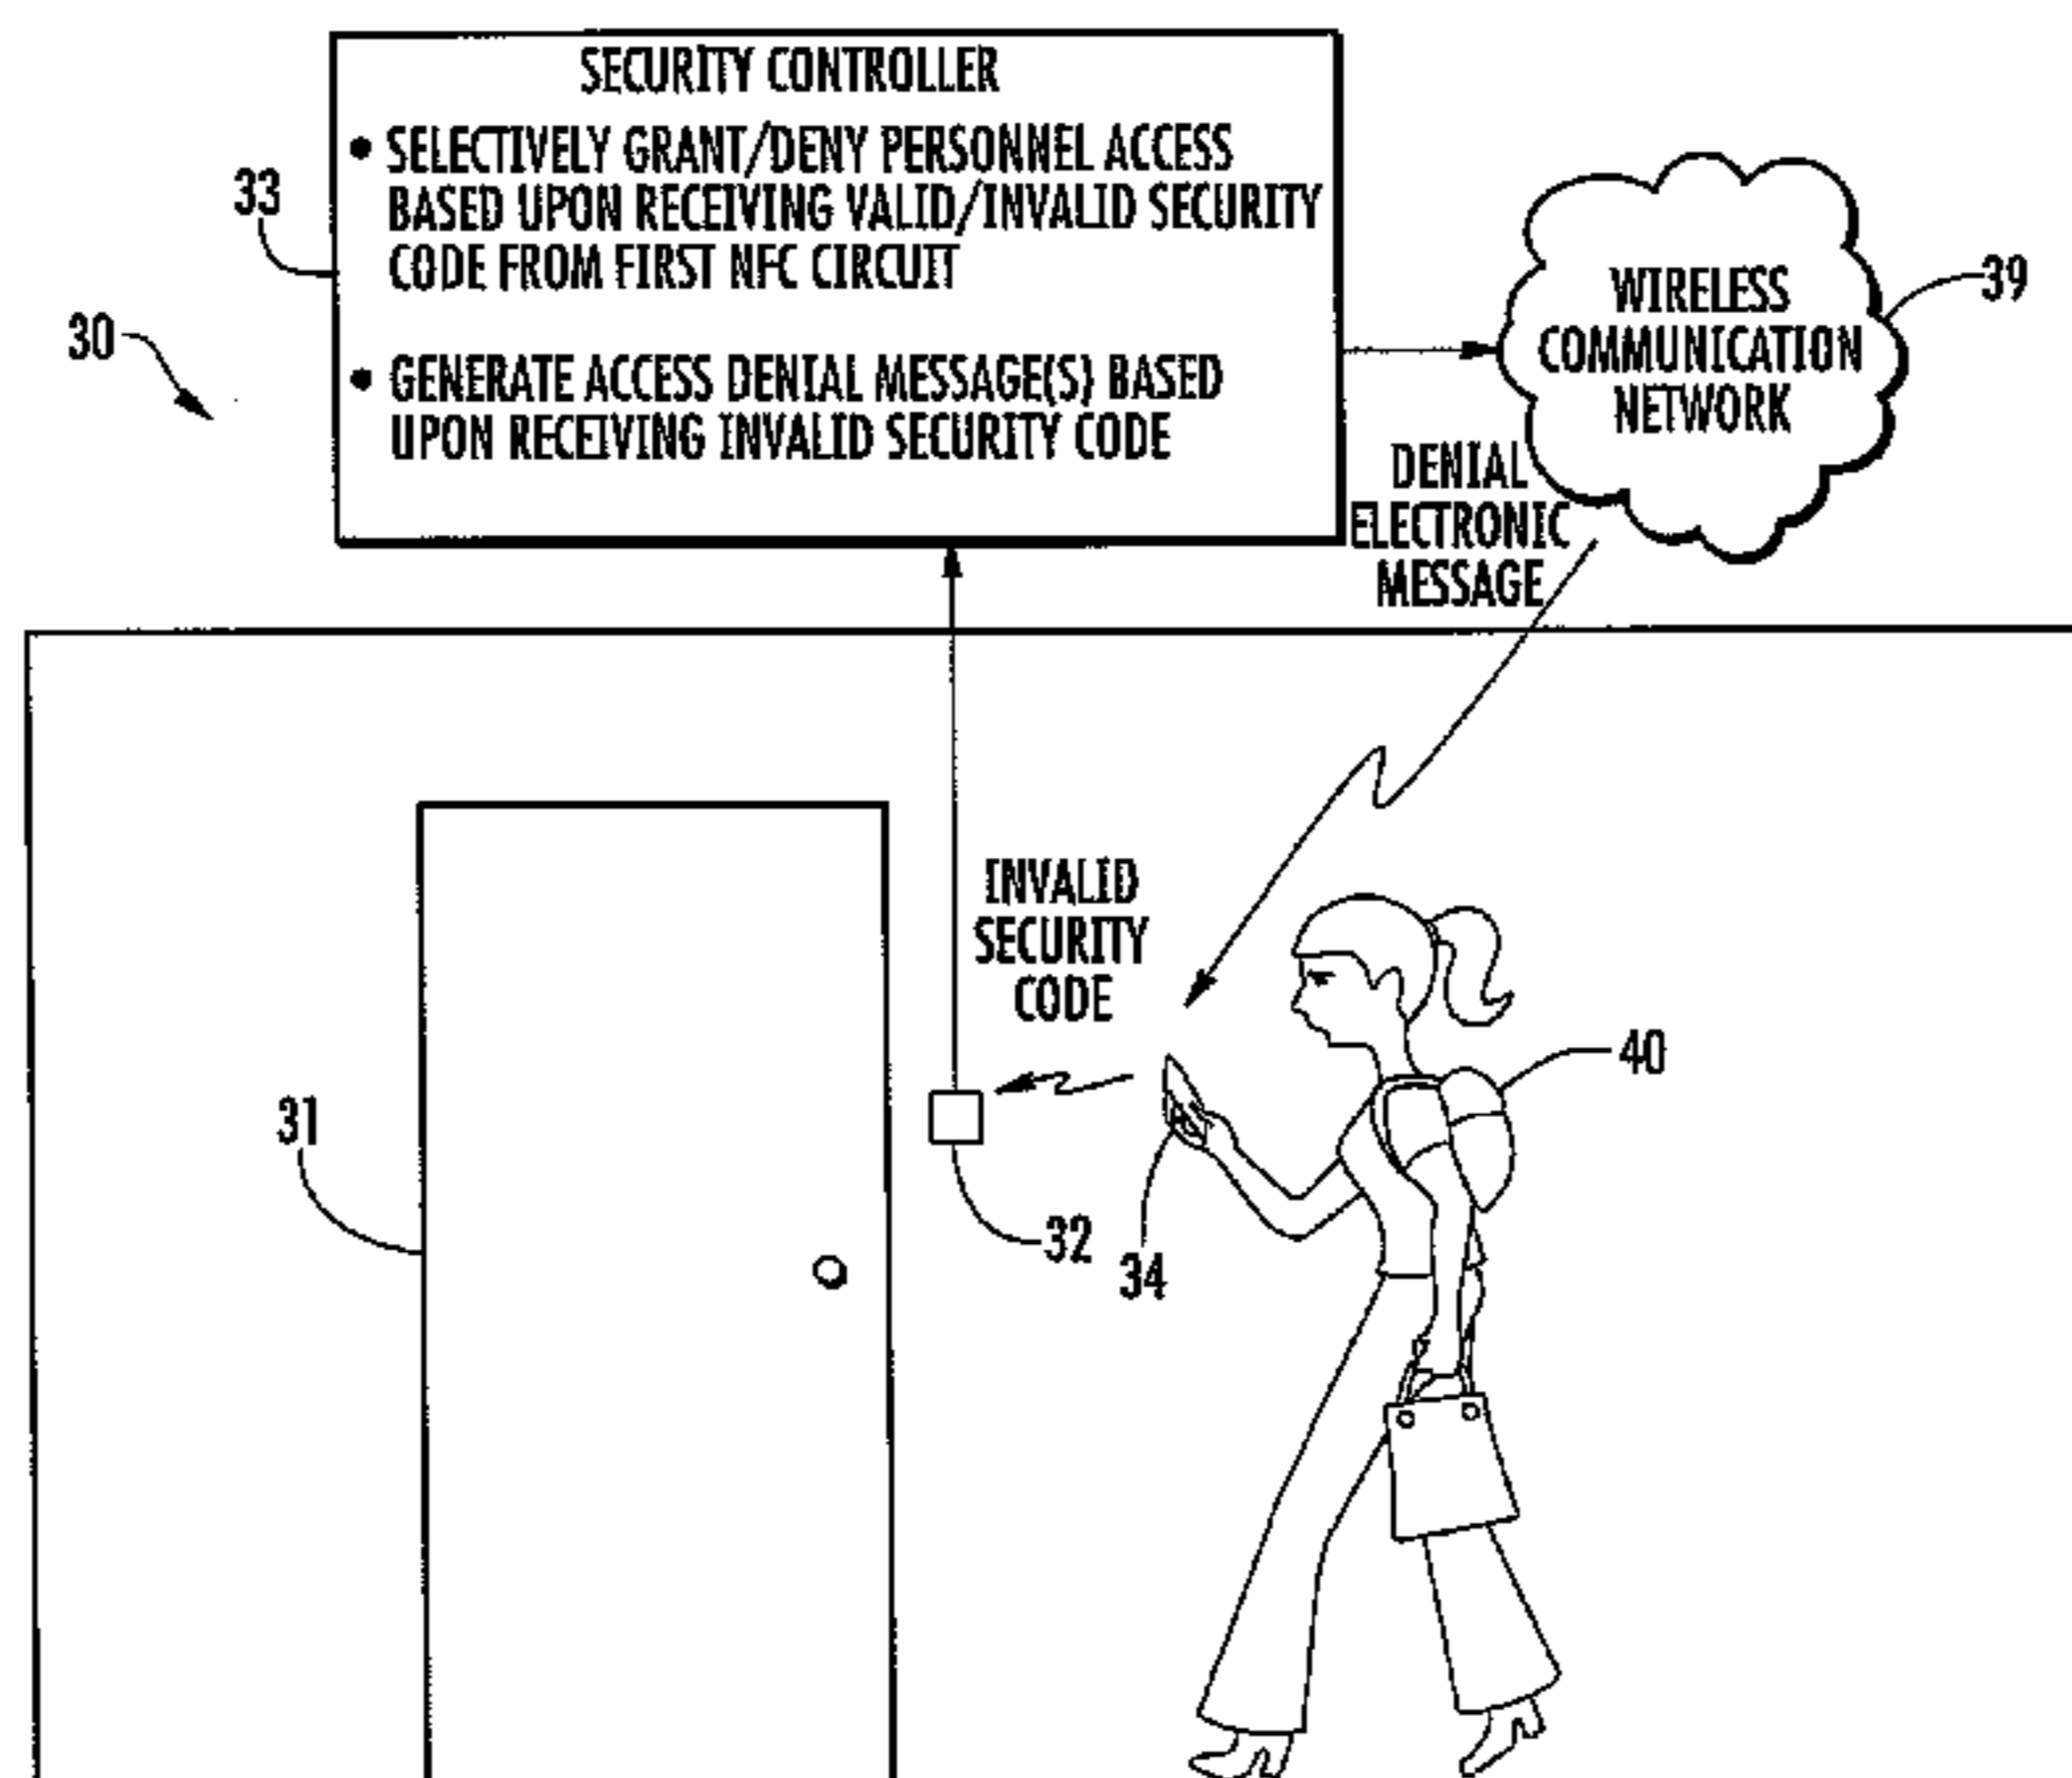 SECURITY CONTROLLER
• SELECTIVELY GRANT/DENY PERSONNEL ACCESS
BASED UPON RECEIVING VALID/INVALID SECURITY
CODE FROM FIRST NFC CIRCUIT
• GENERATE ACCESS DENIAL MESSAGE(S) BASED
UPON RECEIVING INVALID SECURITY CODE
33
30
WIRELESS
COMMUNICATION
NETWORK
39
DENIAL
ELECTRONIC
MESSAGE
INVALID
SECURITY
CODE
31
32
34
40